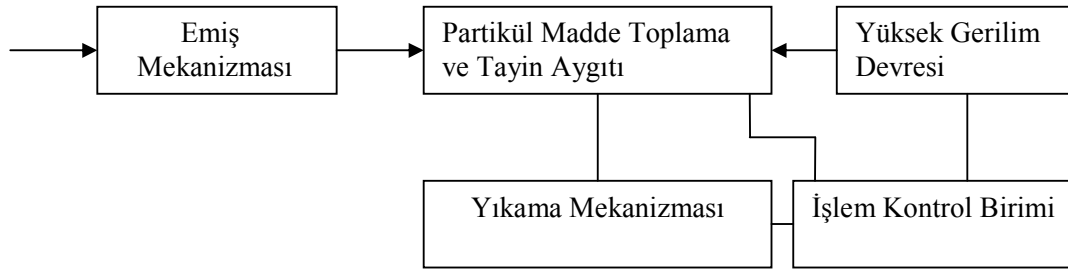 Emiş
Mekanizması
Partikül Madde Toplama
ve Tayin Aygıtı
Yüksek Gerilim
Devresi
Yıkama Mekanizması
İşlem Kontrol Birimi